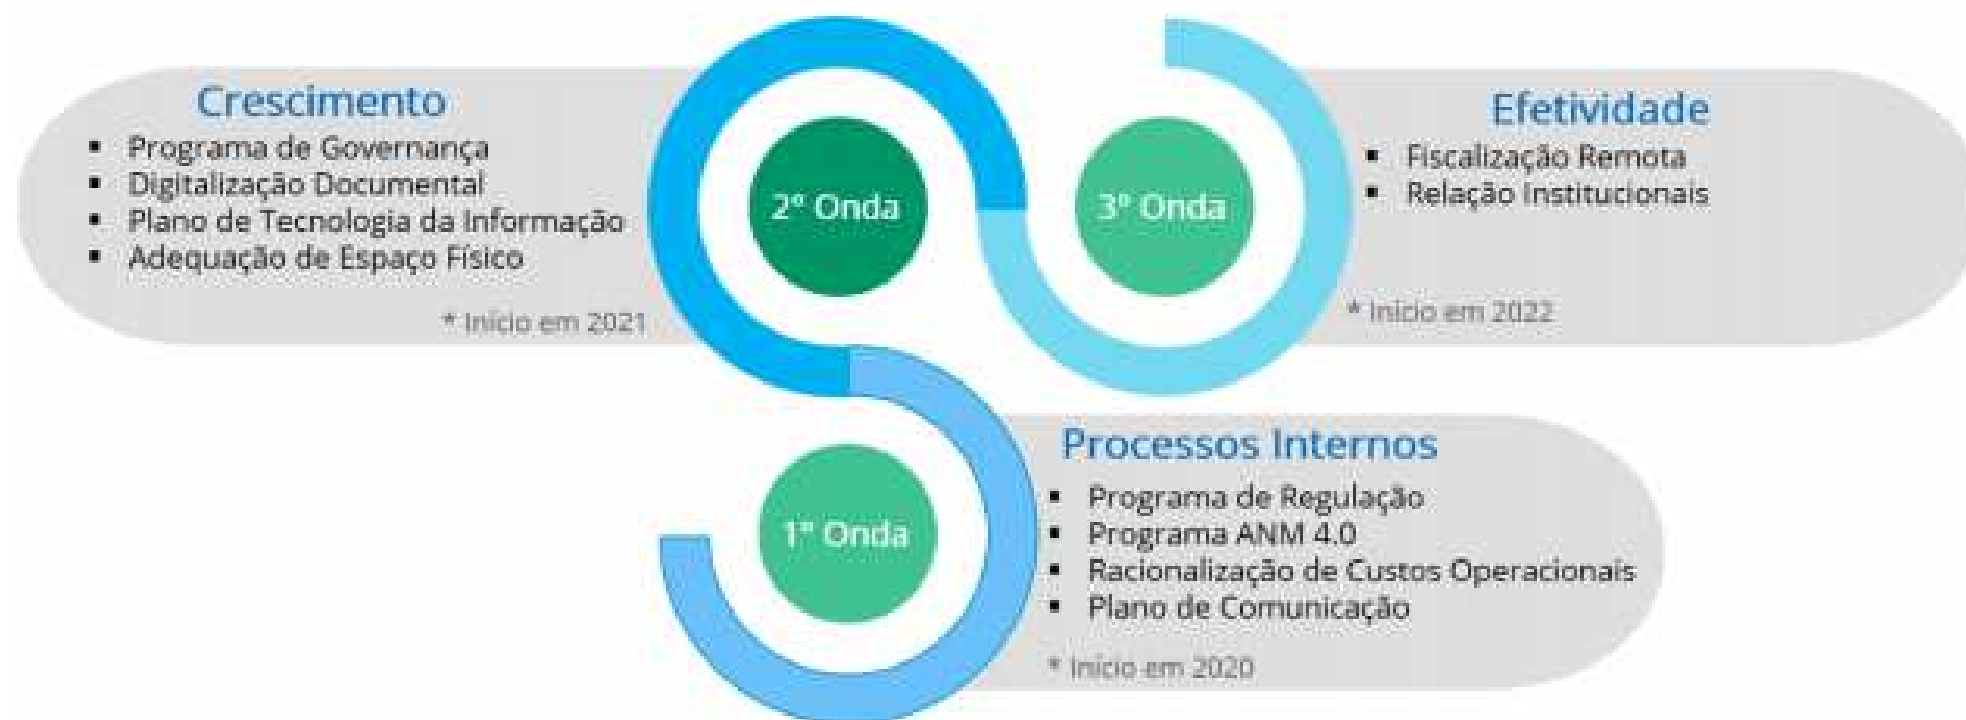 Crescimento
▪ Programa de Governança
▪ Digitalização Documental
▪ Plano de Tecnologia da Informação
▪ Adequação de Espaço Físico
* Início em 2021
2º Onda
3º Onda
Efetividade
▪ Fiscalização Remota
▪ Relação Institucionais
* Início em 2022
1º Onda
Processos Internos
▪ Programa de Regulação
▪ Programa ANM 4.0
▪ Racionalização de Custos Operacionais
▪ Plano de Comunicação
* Início em 2020